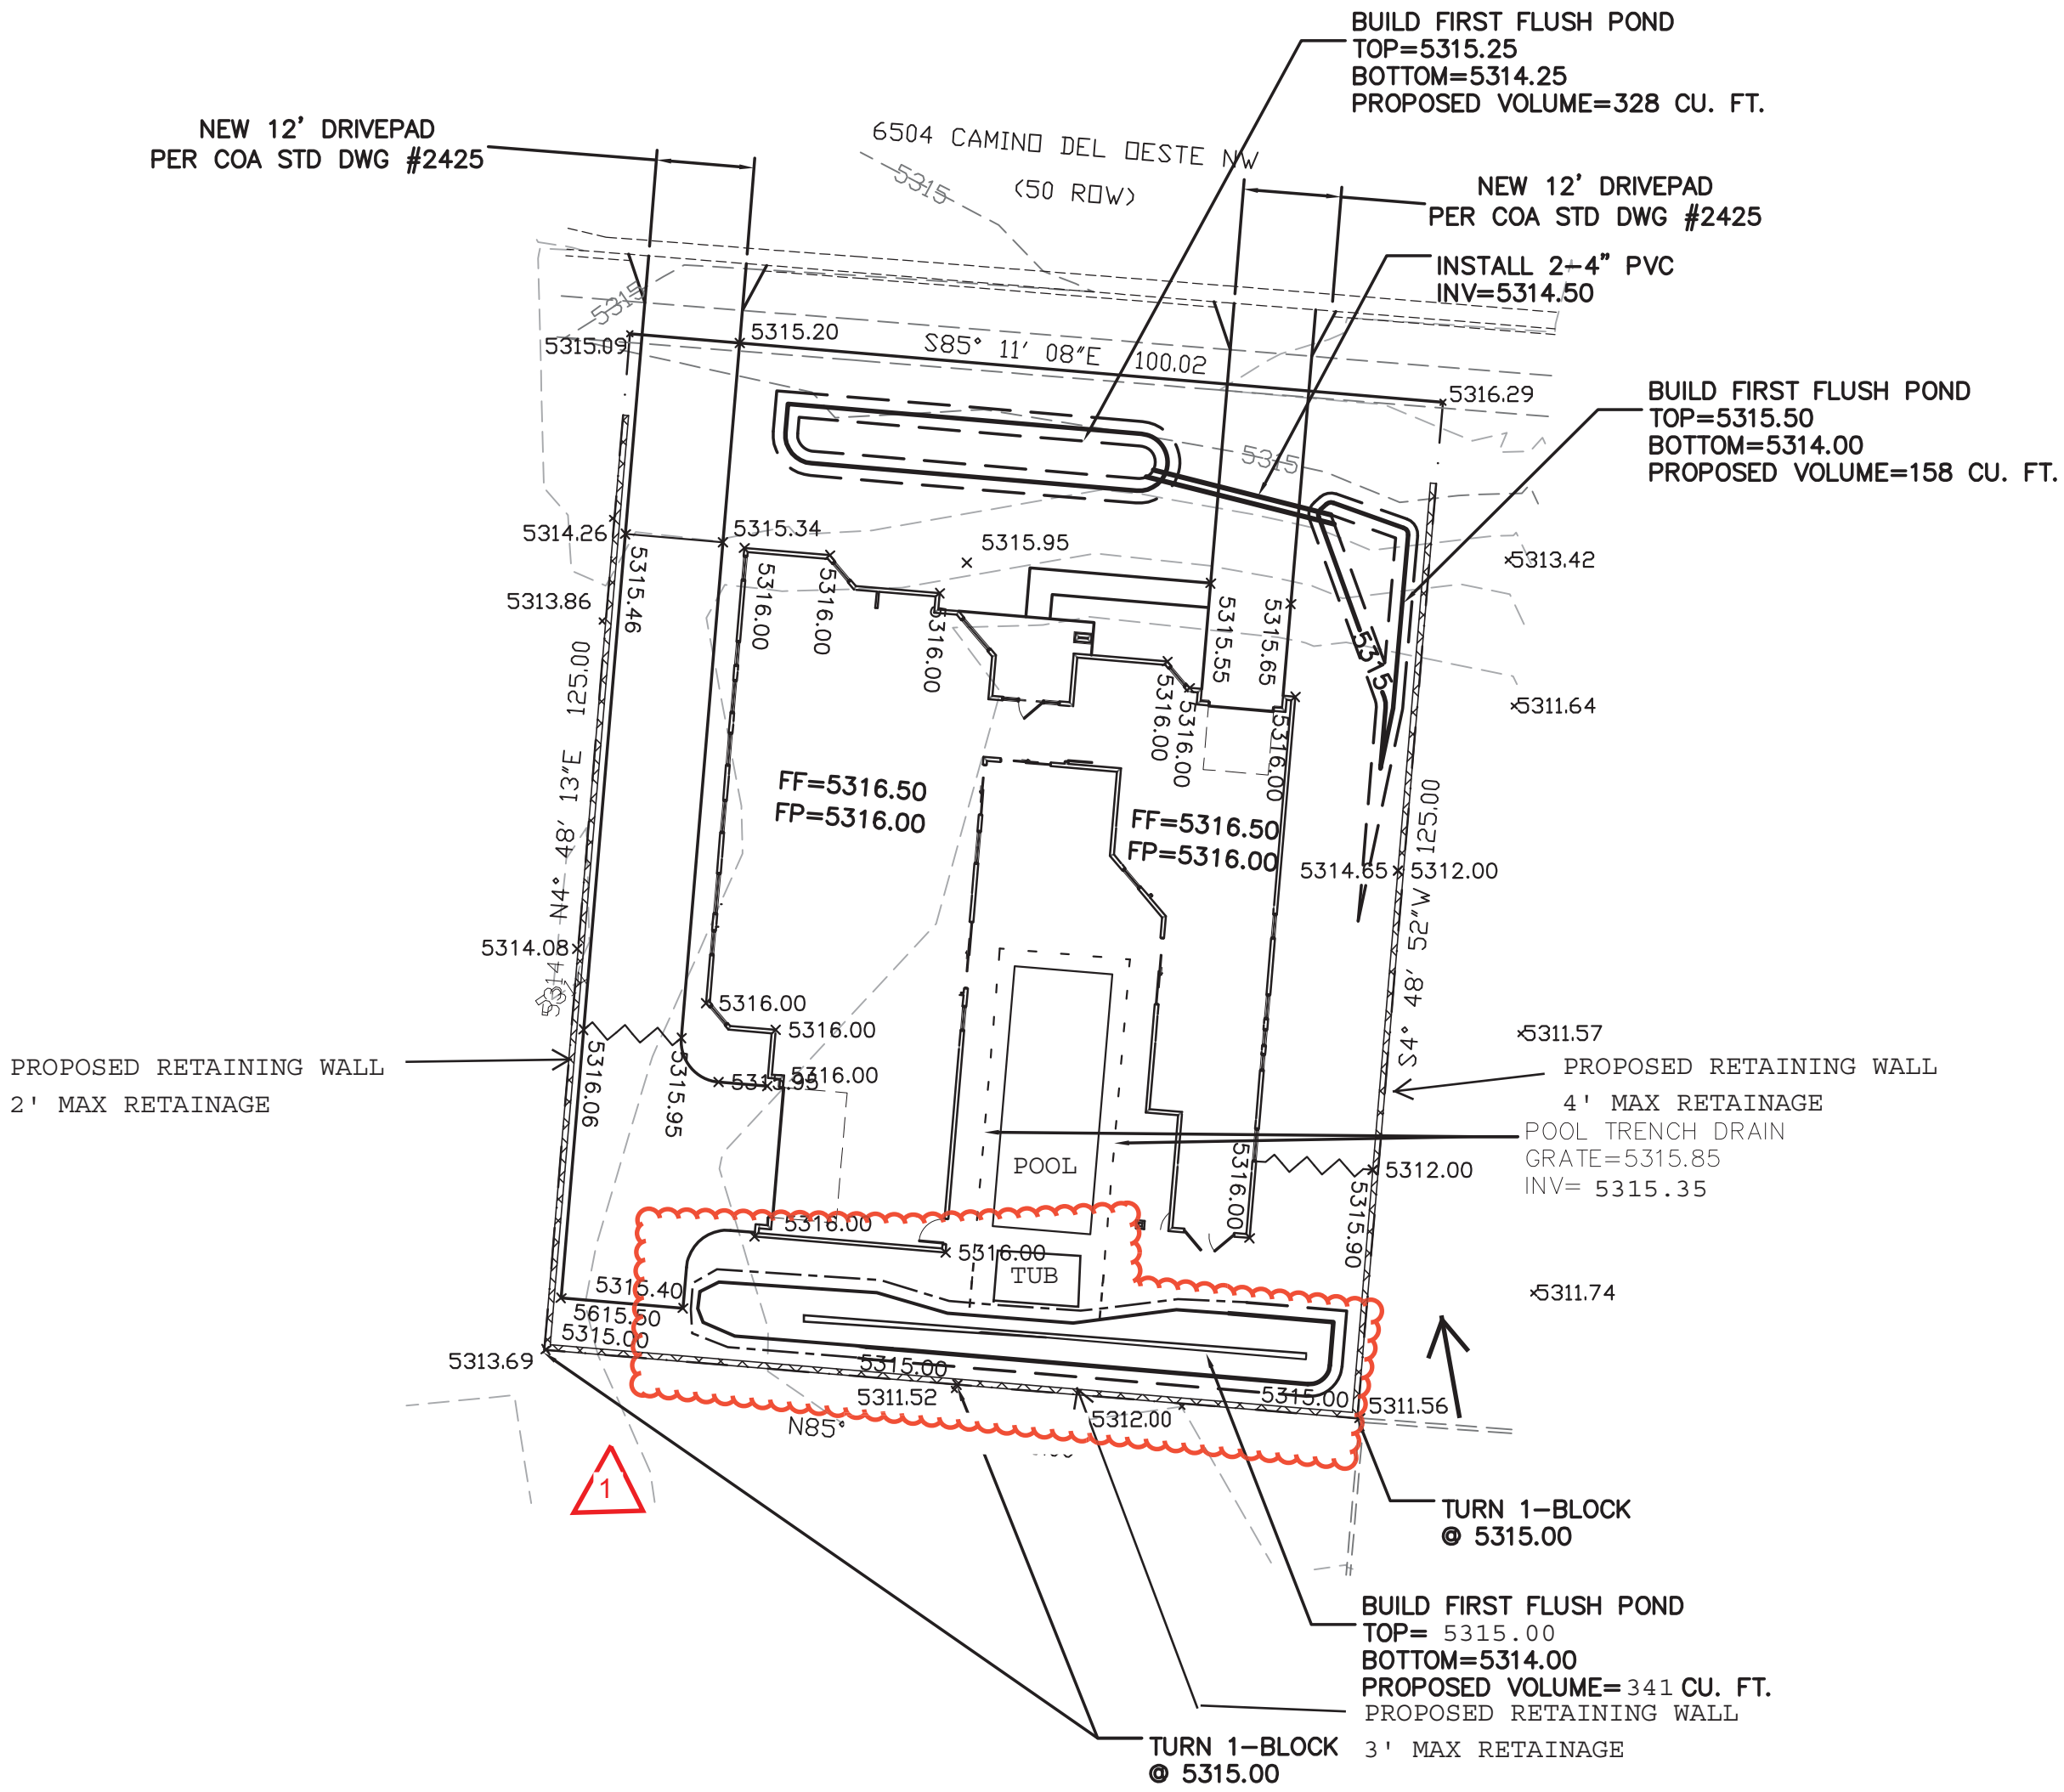 BUILD FIRST FLUSH POND
TOP=5315.25
BOTTOM=5314.25
PROPOSED VOLUME=328 CU. FT.
NEW 12' DRIVEPAD
PER COA STD DWG #2425
6504 CAMINO DEL OESTE NW
(50 ROW)
5315
NEW 12' DRIVEPAD
PER COA STD DWG #2425
INSTALL 2-4" PVC
INV=5314.50
5315
5315.09
5315.20
S85° 11' 08"E 100.02
5316.29
BUILD FIRST FLUSH POND
TOP=5315.50
BOTTOM=5314.00
PROPOSED VOLUME=158 CU. FT.
5315
5314.26
5315.34
5315.95
5313.42
5313.86
5315.46
5316.00
5316.00
5316.00
5315.55
5315.65
5315
5316.00
5316.00
5316.00
5311.64
N4° 48' 13"E 125.00
FF=5316.50
FP=5316.00
FF=5316.50
FP=5316.00
5314.65
5312.00
S4° 48' 52"W 125.00
5314.08
5314
5316.00
5316.00
5316.00
5315.95
5311.57
PROPOSED RETAINING WALL
2' MAX RETAINAGE
5316.06
5315.95
PROPOSED RETAINING WALL
4' MAX RETAINAGE
POOL TRENCH DRAIN
GRATE=5315.85
INV= 5315.35
POOL
5312.00
5316.00
5315.90
5316.00
5316.00
TUB
5311.74
5315.40
5615.50
5315.00
5313.69
5315.00
5311.52
5315.00
5311.56
5312.00
N85°
1
TURN 1-BLOCK
@ 5315.00
BUILD FIRST FLUSH POND
TOP= 5315.00
BOTTOM=5314.00
PROPOSED VOLUME= 341 CU. FT.
PROPOSED RETAINING WALL
3' MAX RETAINAGE
TURN 1-BLOCK
@ 5315.00